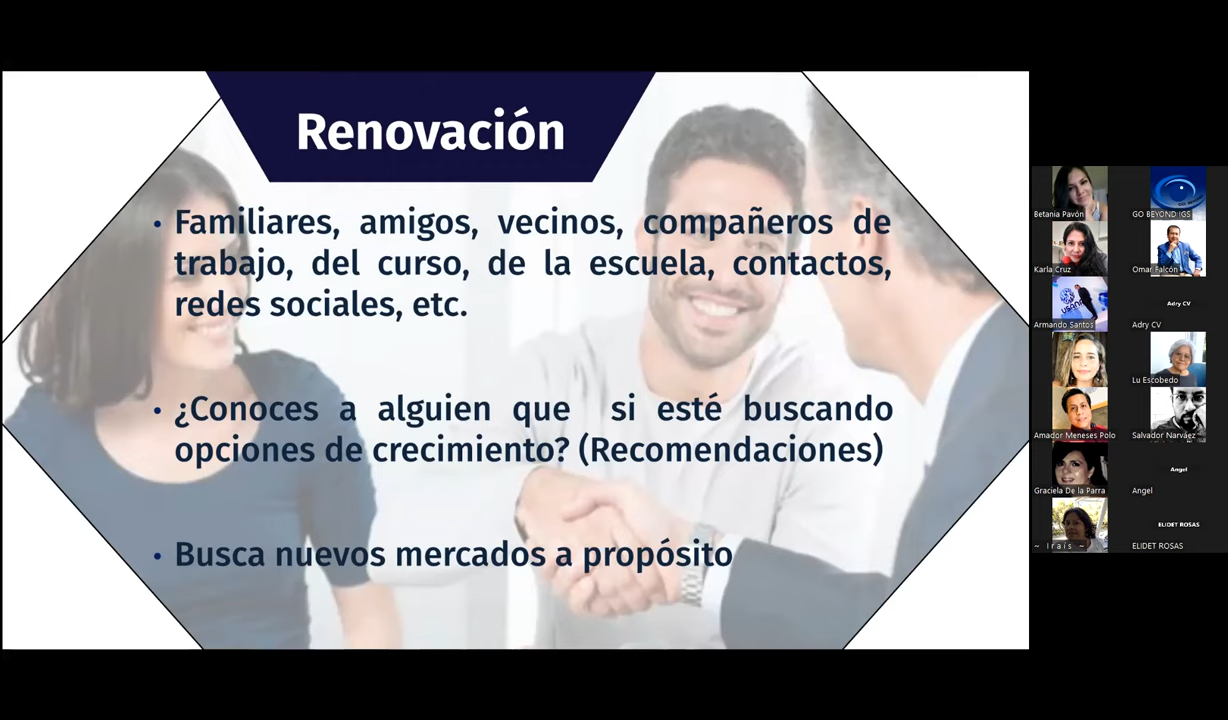 Renovación
• Familiares, amigos, vecinos, compañeros de
trabajo, del curso, de la escuela, contactos,
redes sociales, etc.
• ¿Conoces a alguien que si esté buscando
opciones de crecimiento? (Recomendaciones)
• Busca nuevos mercados a propósito
Betania Pavón
GO BEYOND IGS
Karla Cruz
Omar Falcón
USANA
Armando Santos
Adry CV
Adry CV
Lu Escobedo
Amador Meneses Polo
Salvador Narváez
Graciela De la Parra
Angel
Angel
~ I r a í s ~
ELIDET ROSAS
ELIDET ROSAS